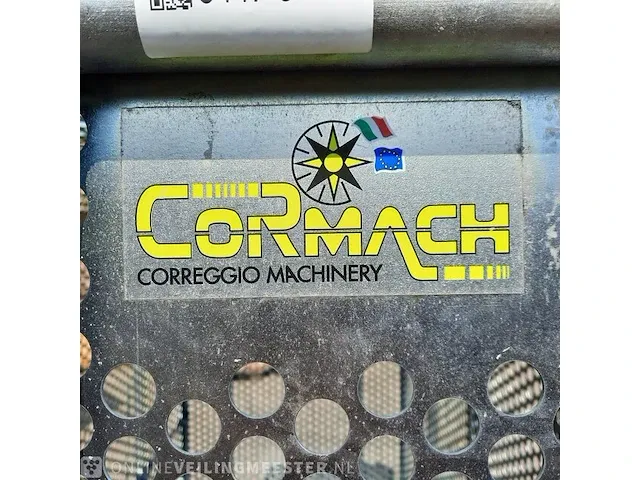 CORMACH
CORREGGIO MACHINERY
ONLINEVEILINGMEESTER.NL